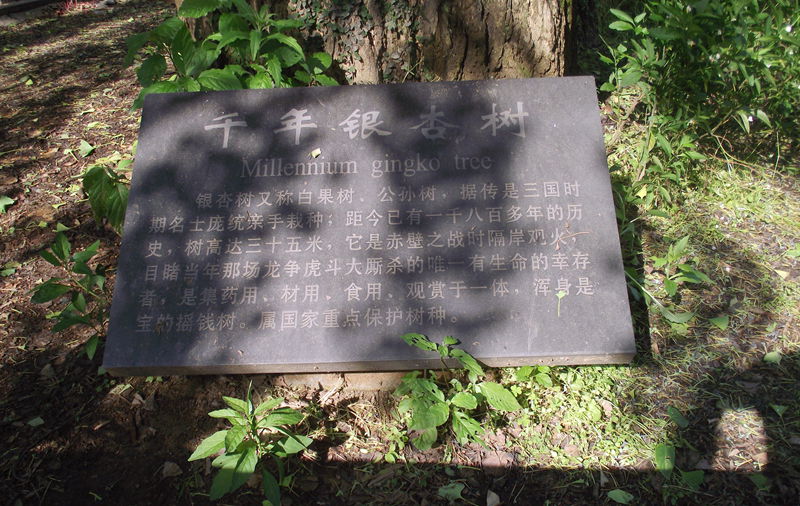 千年银杏树
Millennium gingko tree
银杏树又称白果树、公孙树，据传是三国时
期名士庞统亲手栽种；距今已有一千八百多年的历
史，树高达三十五米，它是赤壁之战时隔岸观火，
目睹当年那场龙争虎斗大厮杀的唯一有生命的幸存
者，是集药用、材用、食用、观赏于一体，浑身是
宝的摇钱树。属国家重点保护树种。